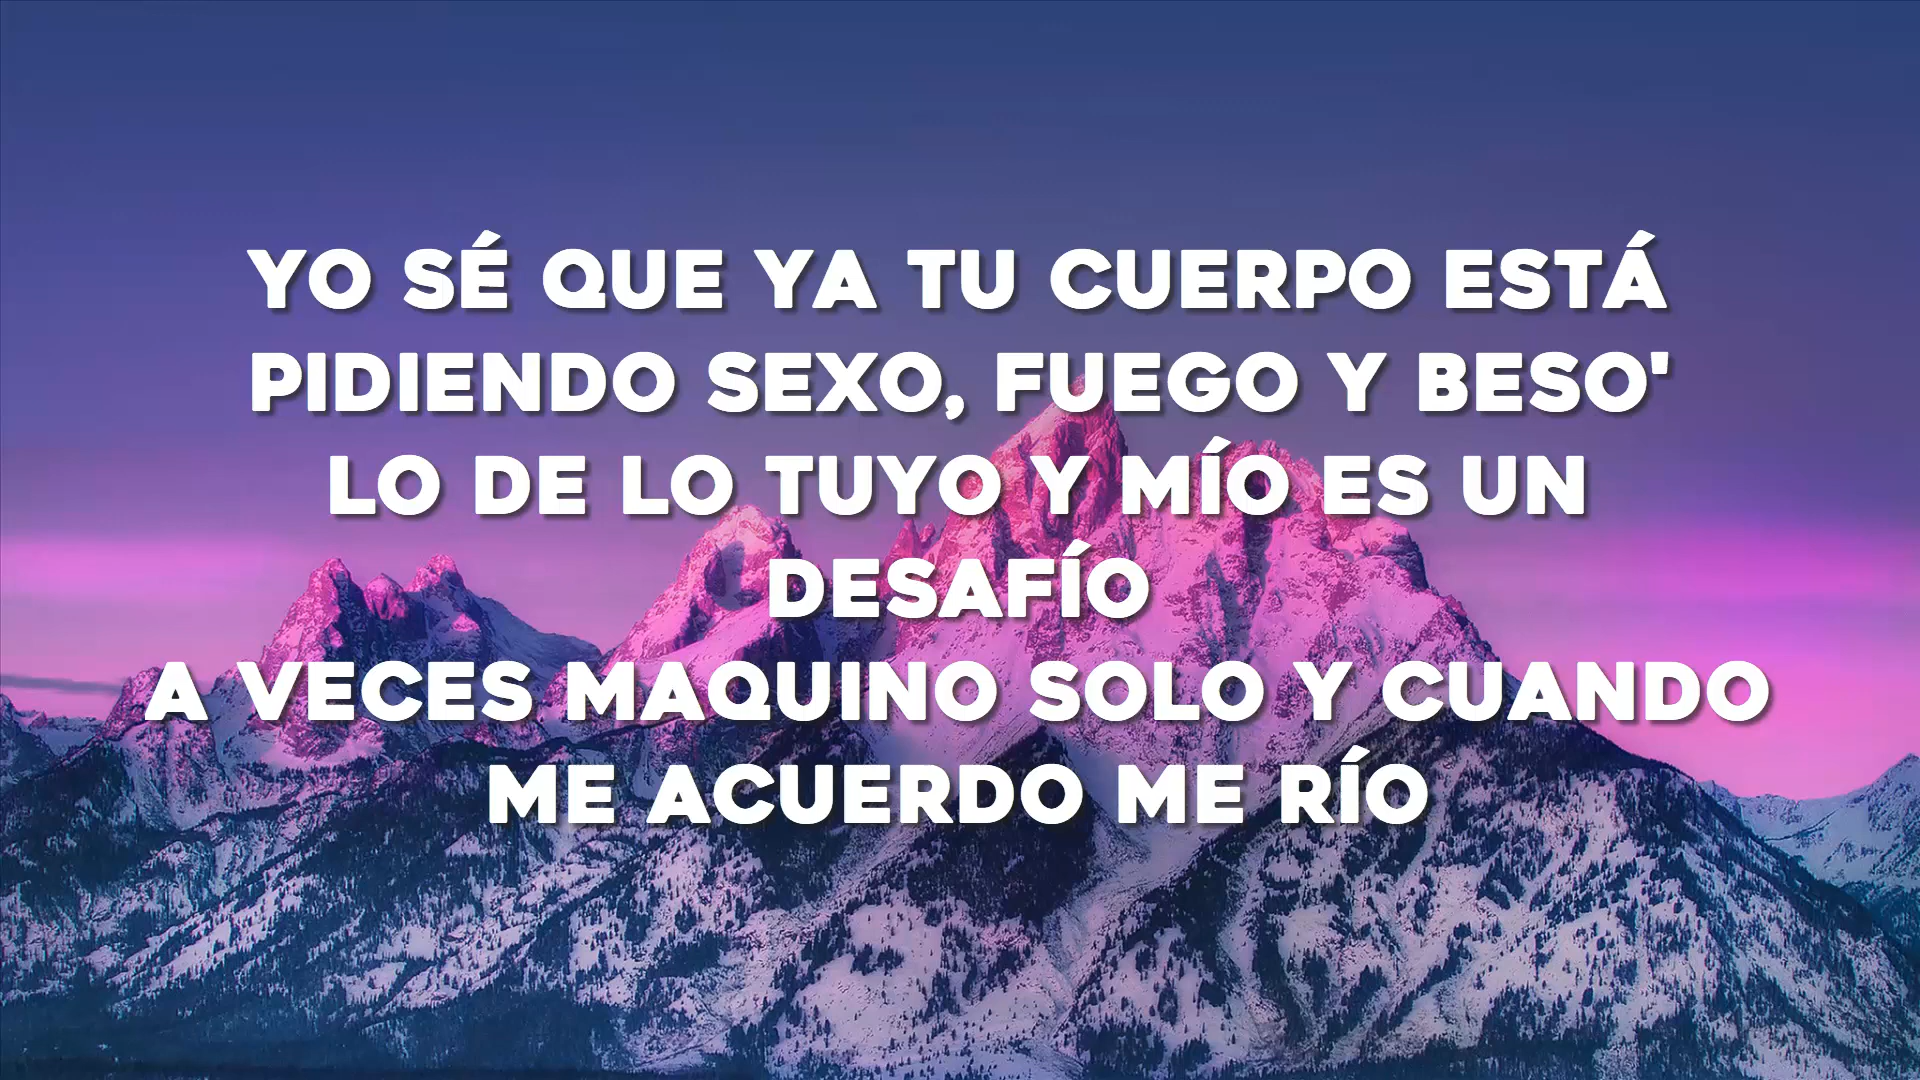 YO SÉ QUE YA TU CUERPO ESTÁ
PIDIENDO SEXO, FUEGO Y BESO'
LO DE LO TUYO Y MÍO ES UN
DESAFÍO
A VECES MAQUINO SOLO Y CUANDO
ME ACUERDO ME RÍO